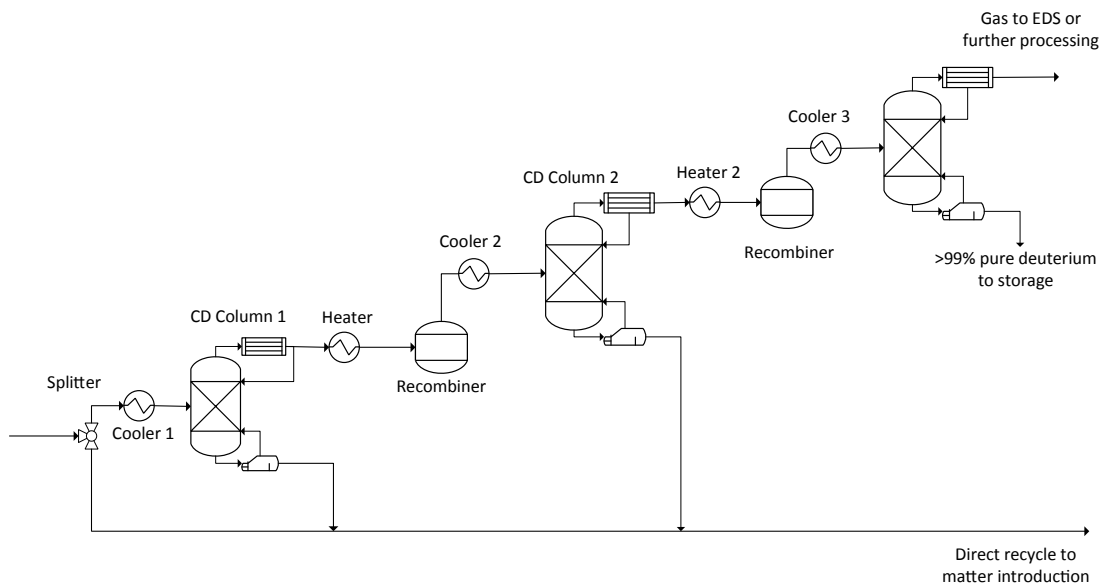 Gas to EDS or
further processing
Cooler 3
CD Column 2
Heater 2
Recombiner
>99% pure deuterium
to storage
Cooler 2
CD Column 1
Heater
Recombiner
Splitter
Cooler 1
Direct recycle to
matter introduction